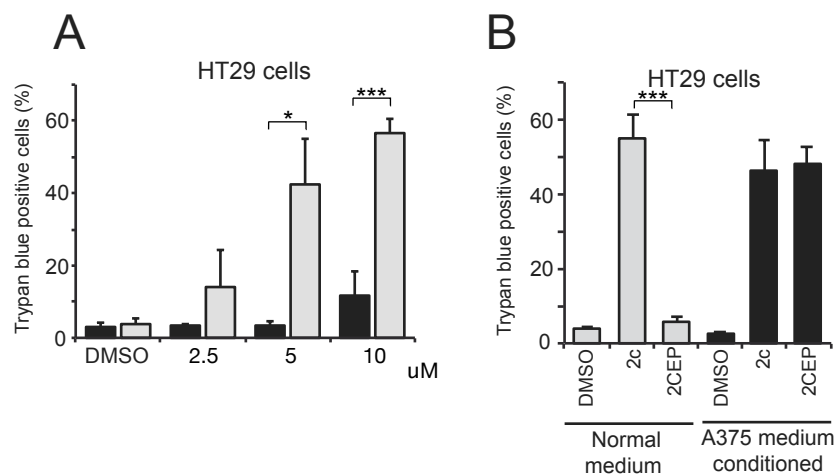 A
HT29 cells
Trypan blue positive cells (%)
60
40
20
0
*
***
DMSO
2.5
5
10
uM
B
HT29 cells
Trypan blue positive cells (%)
60
40
20
0
***
DMSO
2c
2CEP
DMSO
2c
2CEP
Normal
medium
A375 medium
conditioned